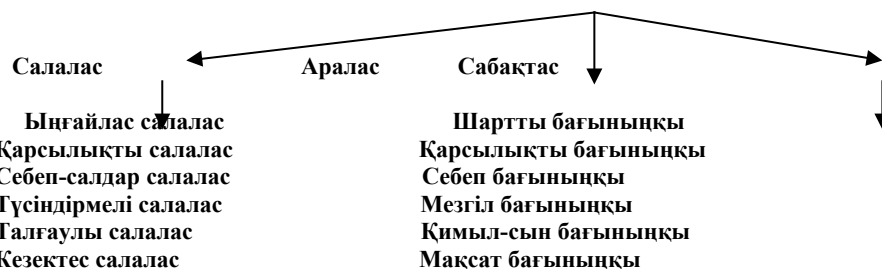 Салалас Аралас Сабақтас
Ыңғайлас салалас Шартты бағыныңқы
Қарсылықты салалас Қарсылықты бағыныңқы
Себеп-салдар салалас Себеп бағыныңқы
Түсіндірмелі салалас Мезгіл бағыныңқы
Талғаулы салалас Қимыл-сын бағыныңқы
Кезектес салалас Мақсат бағыныңқы